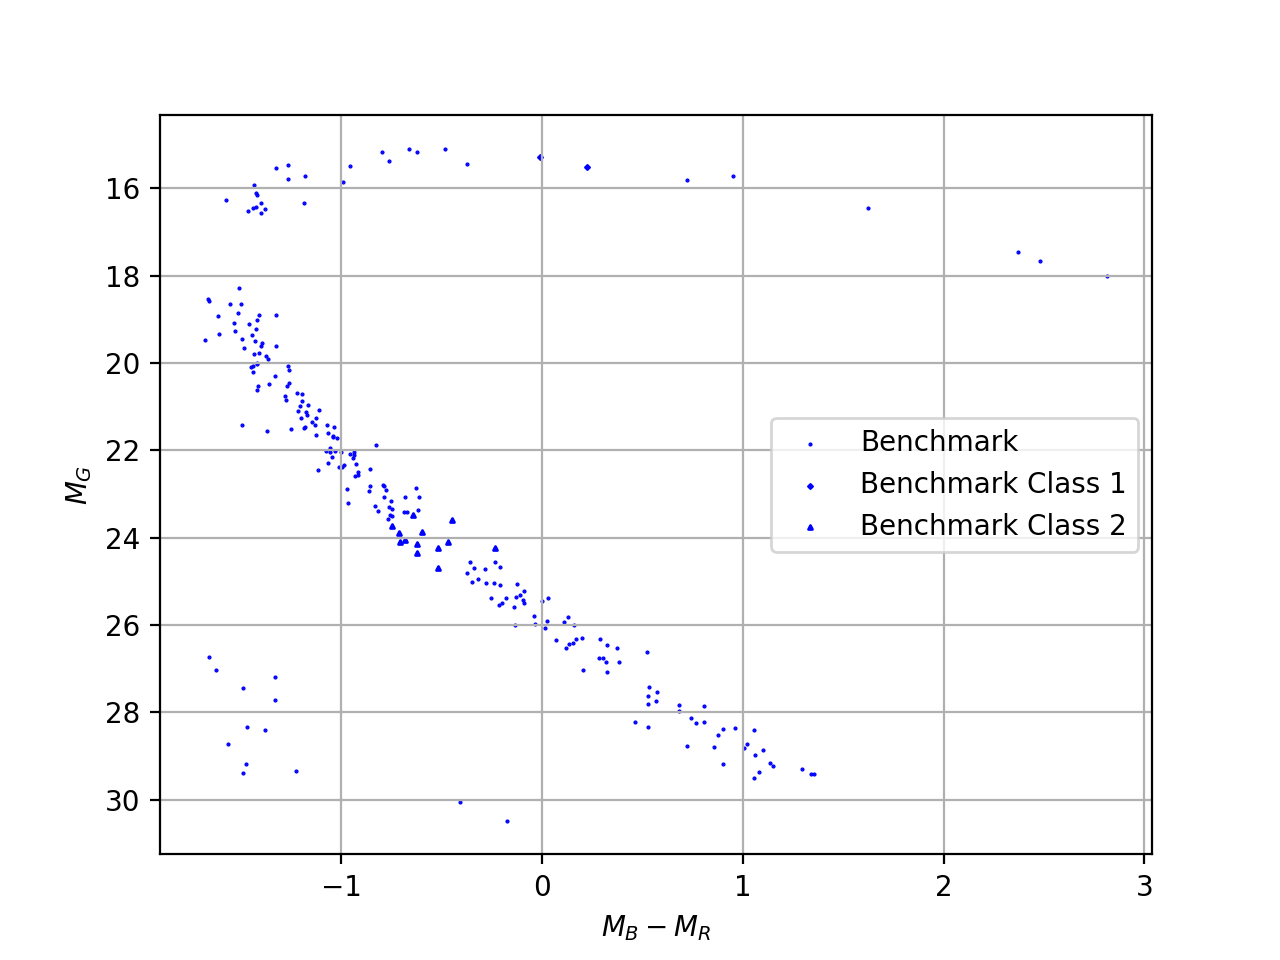 16
18
20
22
24
26
28
30
M_G
Benchmark
Benchmark Class 1
Benchmark Class 2
−1
0
1
2
3
M_B − M_R